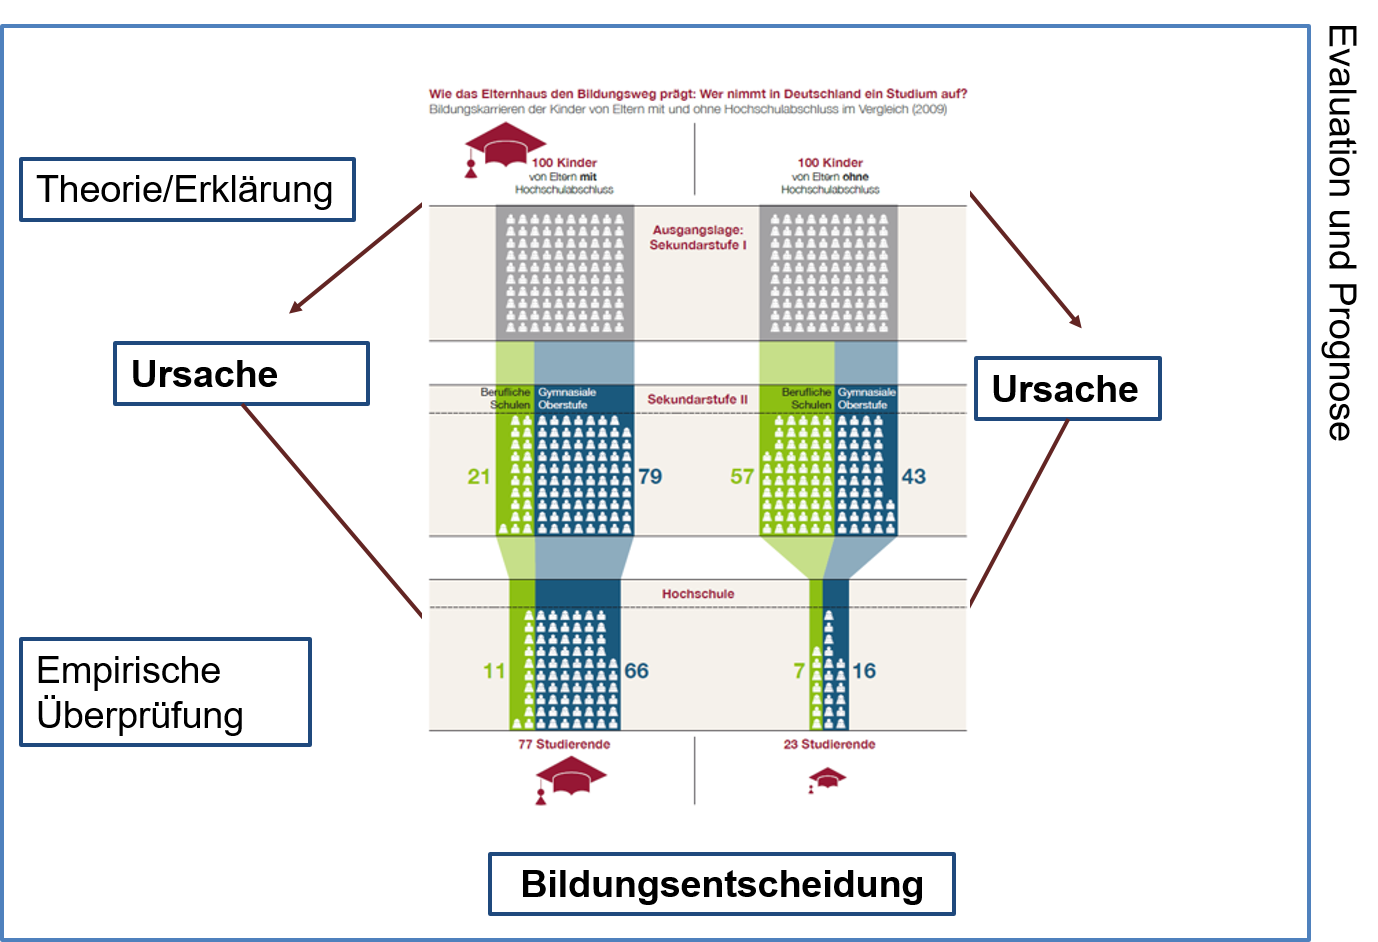 Evaluation und Prognose
Wie das Elternhaus den Bildungsweg prägt: Wer nimmt in Deutschland ein Studium auf?
Bildungskarrieren der Kinder von Eltern mit und ohne Hochschulabschluss im Vergleich (2009)
100 Kinder
von Eltern mit
Hochschulabschluss
100 Kinder
von Eltern ohne
Hochschulabschluss
Theorie/Erklärung
Ausgangslage:
Sekundarstufe I
Ursache
Ursache
Berufliche
Schulen
Gymnasiale
Oberstufe
Sekundarstufe II
Berufliche
Schulen
Gymnasiale
Oberstufe
21
79
57
43
Hochschule
Empirische
Überprüfung
11
66
7
16
77 Studierende
23 Studierende
Bildungsentscheidung